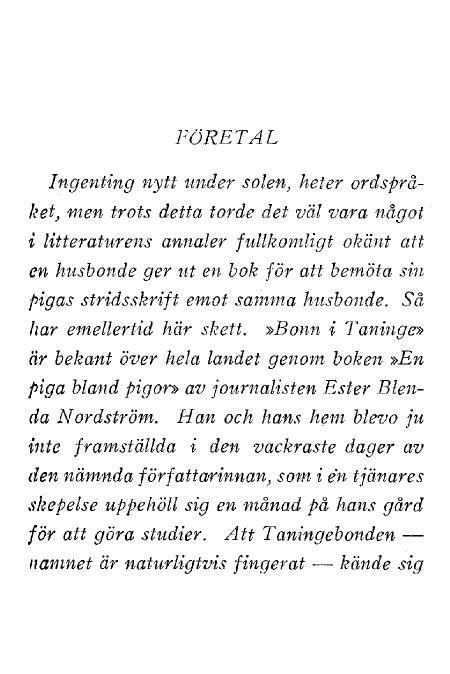 FÖRETAL
Ingenting nytt under solen, heter ordsprå-
ket, men trots detta torde det väl vara något
i litteraturens annaler fullkomligt okänt att
en husbonde ger ut en bok för att bemöta sin
pigas stridsskrift emot samma husbonde. Så
har emellertid här skett. »Bonn i Taninge»
är bekant över hela landet genom boken »En
piga bland pigor» av journalisten Ester Blen-
da Nordström. Han och hans hem blevo ju
inte framställda i den vackraste dager av
den nämnda författarinnan, som i en tjänares
skepelse uppehöll sig en månad på hans gård
för att göra studier. Att Taningebonden —
namnet är naturligtvis fingerat — kände sig